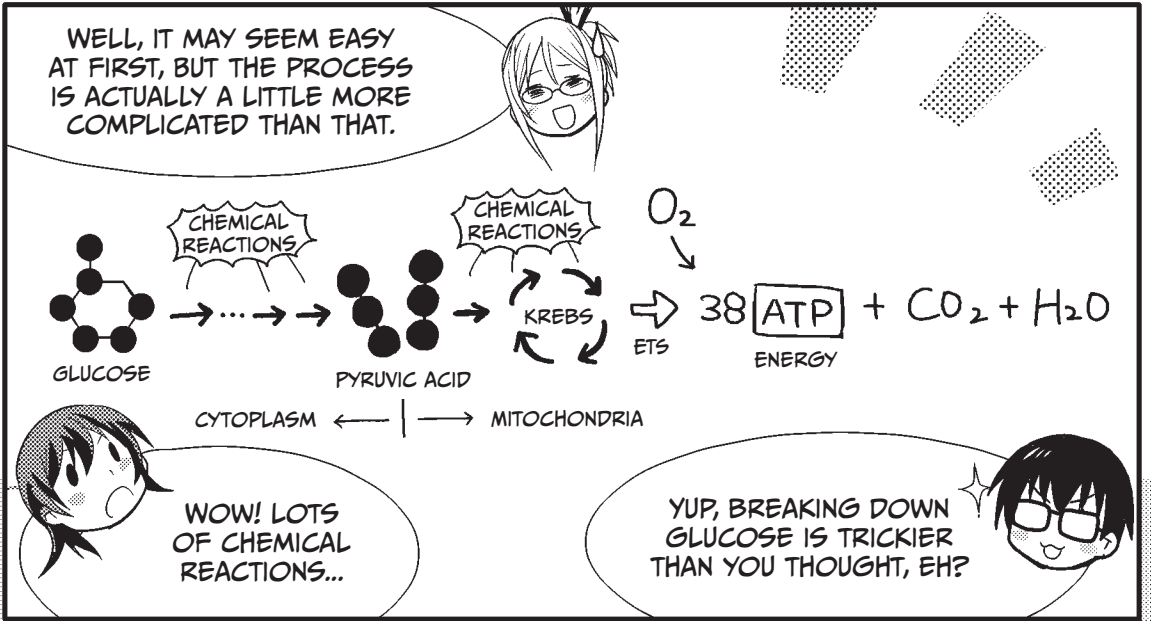 WELL, IT MAY SEEM EASY
AT FIRST, BUT THE PROCESS
IS ACTUALLY A LITTLE MORE
COMPLICATED THAN THAT.
CHEMICAL
REACTIONS
CHEMICAL
REACTIONS
O₂
... KREBS 38 ATP + CO₂ + H₂O
ETS
ENERGY
GLUCOSE
PYRUVIC ACID
CYTOPLASM ← | → MITOCHONDRIA
WOW! LOTS
OF CHEMICAL
REACTIONS...
YUP, BREAKING DOWN
GLUCOSE IS TRICKIER
THAN YOU THOUGHT, EH?